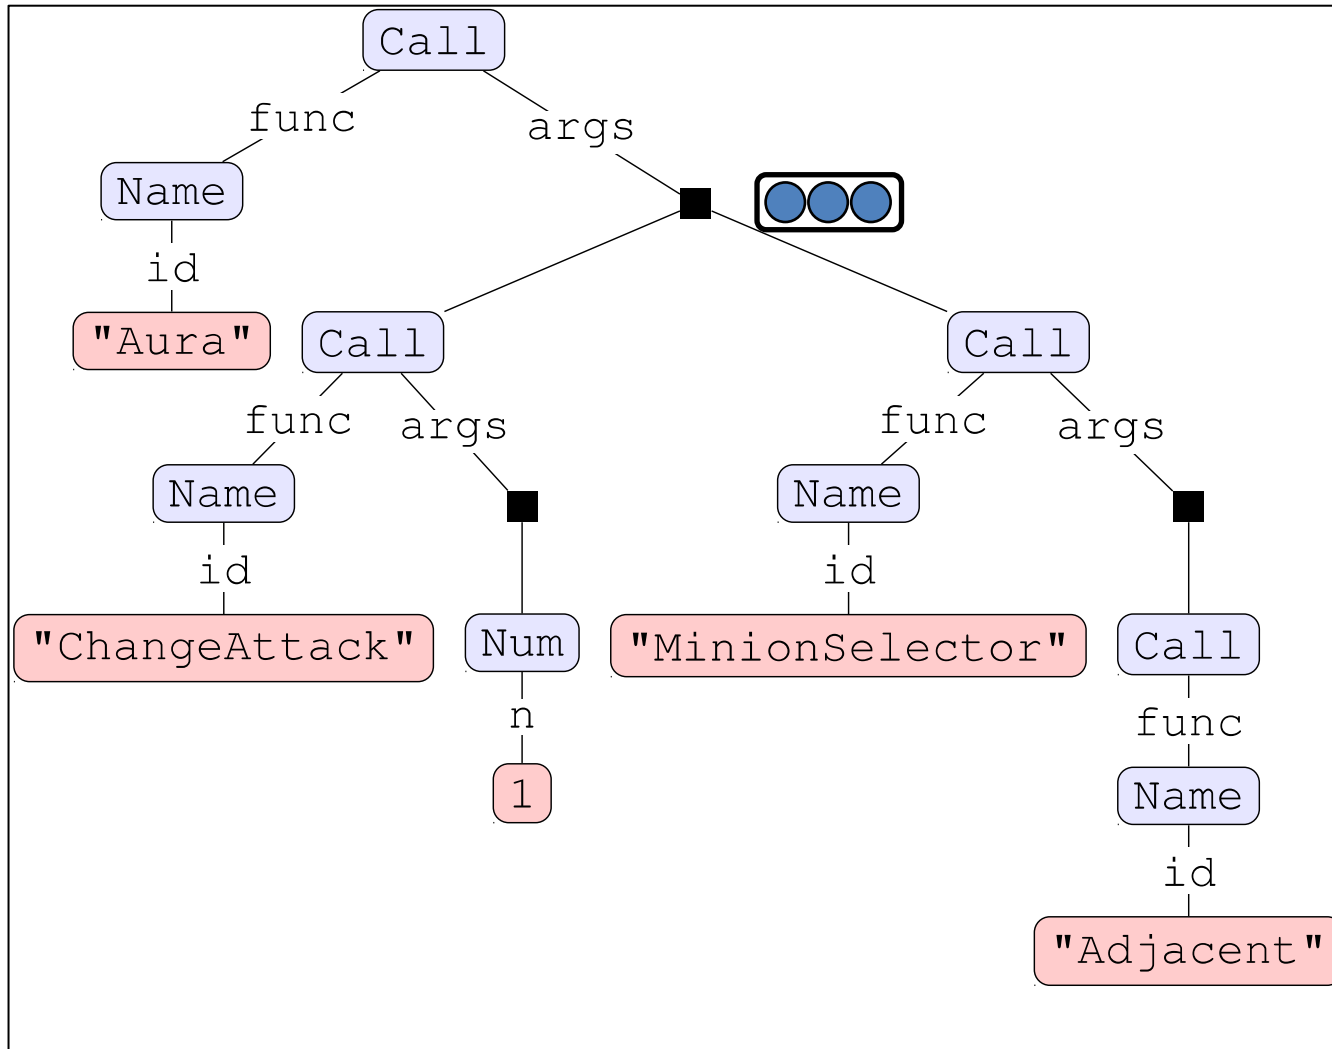 Call
func args
Name
id
"Aura" Call Call
func args func args
Name Name
id id
"ChangeAttack" Num "MinionSelector" Call
n func
1 Name
id
"Adjacent"